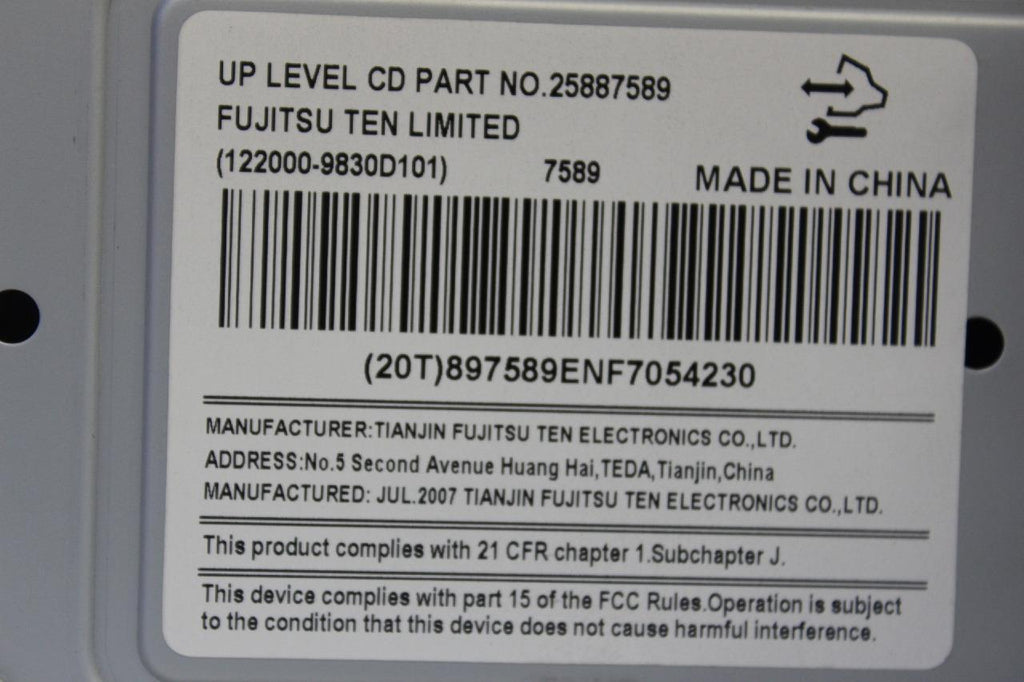 UP LEVEL CD PART NO.25887589
FUJITSU TEN LIMITED
(122000-9830D101) 7589 MADE IN CHINA
(20T)897589ENF7054230
MANUFACTURER:TIANJIN FUJITSU TEN ELECTRONICS CO.,LTD.
ADDRESS:No.5 Second Avenue Huang Hai,TEDA,Tianjin,China
MANUFACTURED: JUL.2007 TIANJIN FUJITSU TEN ELECTRONICS CO.,LTD.
This product complies with 21 CFR chapter 1.Subchapter J.
This device complies with part 15 of the FCC Rules.Operation is subject
to the condition that this device does not cause harmful interference.